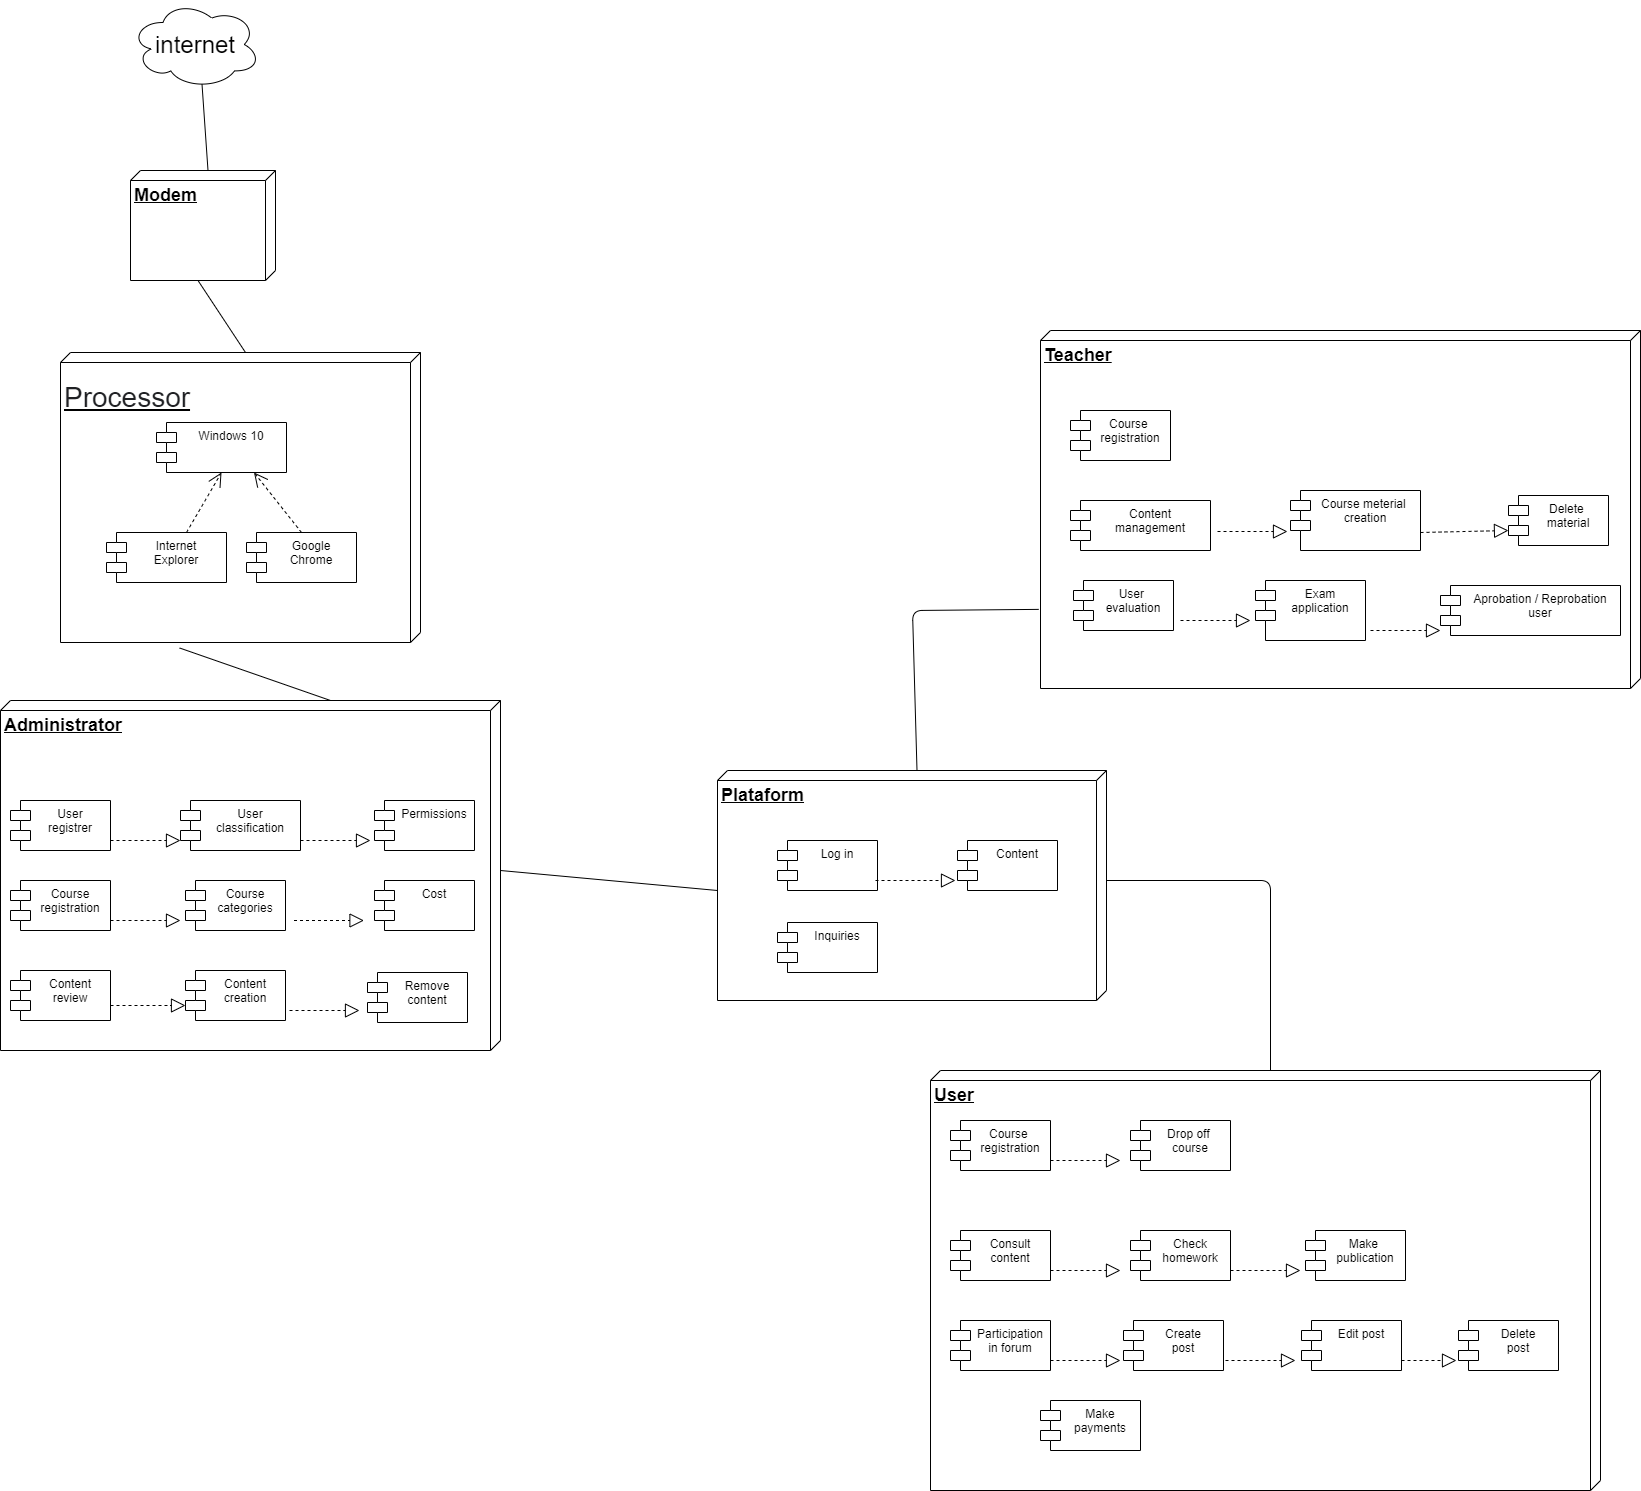 internet
Modem
Processor
Windows 10
Internet
Explorer
Google
Chrome
Teacher
Course
registration
Content
management
Course meterial
creation
Delete
material
User
evaluation
Exam
application
Aprobation / Reprobation
user
Administrator
User
registrer
User
classification
Permissions
Course
registration
Course
categories
Cost
Content
review
Content
creation
Remove
content
Plataform
Log in
Content
Inquiries
User
Course
registration
Drop off
course
Consult
content
Check
homework
Make
publication
Participation
in forum
Create
post
Edit post
Delete
post
Make
payments